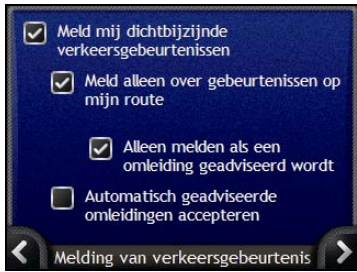 Meld mij dichtbijzijnde
verkeersgebeurtenissen
Meld alleen over gebeurtenissen op
mijn route
Alleen melden als een
omleiding geadviseerd wordt
Automatisch geadviseerde
omleidingen accepteren
Melding van verkeersgebeurtenis